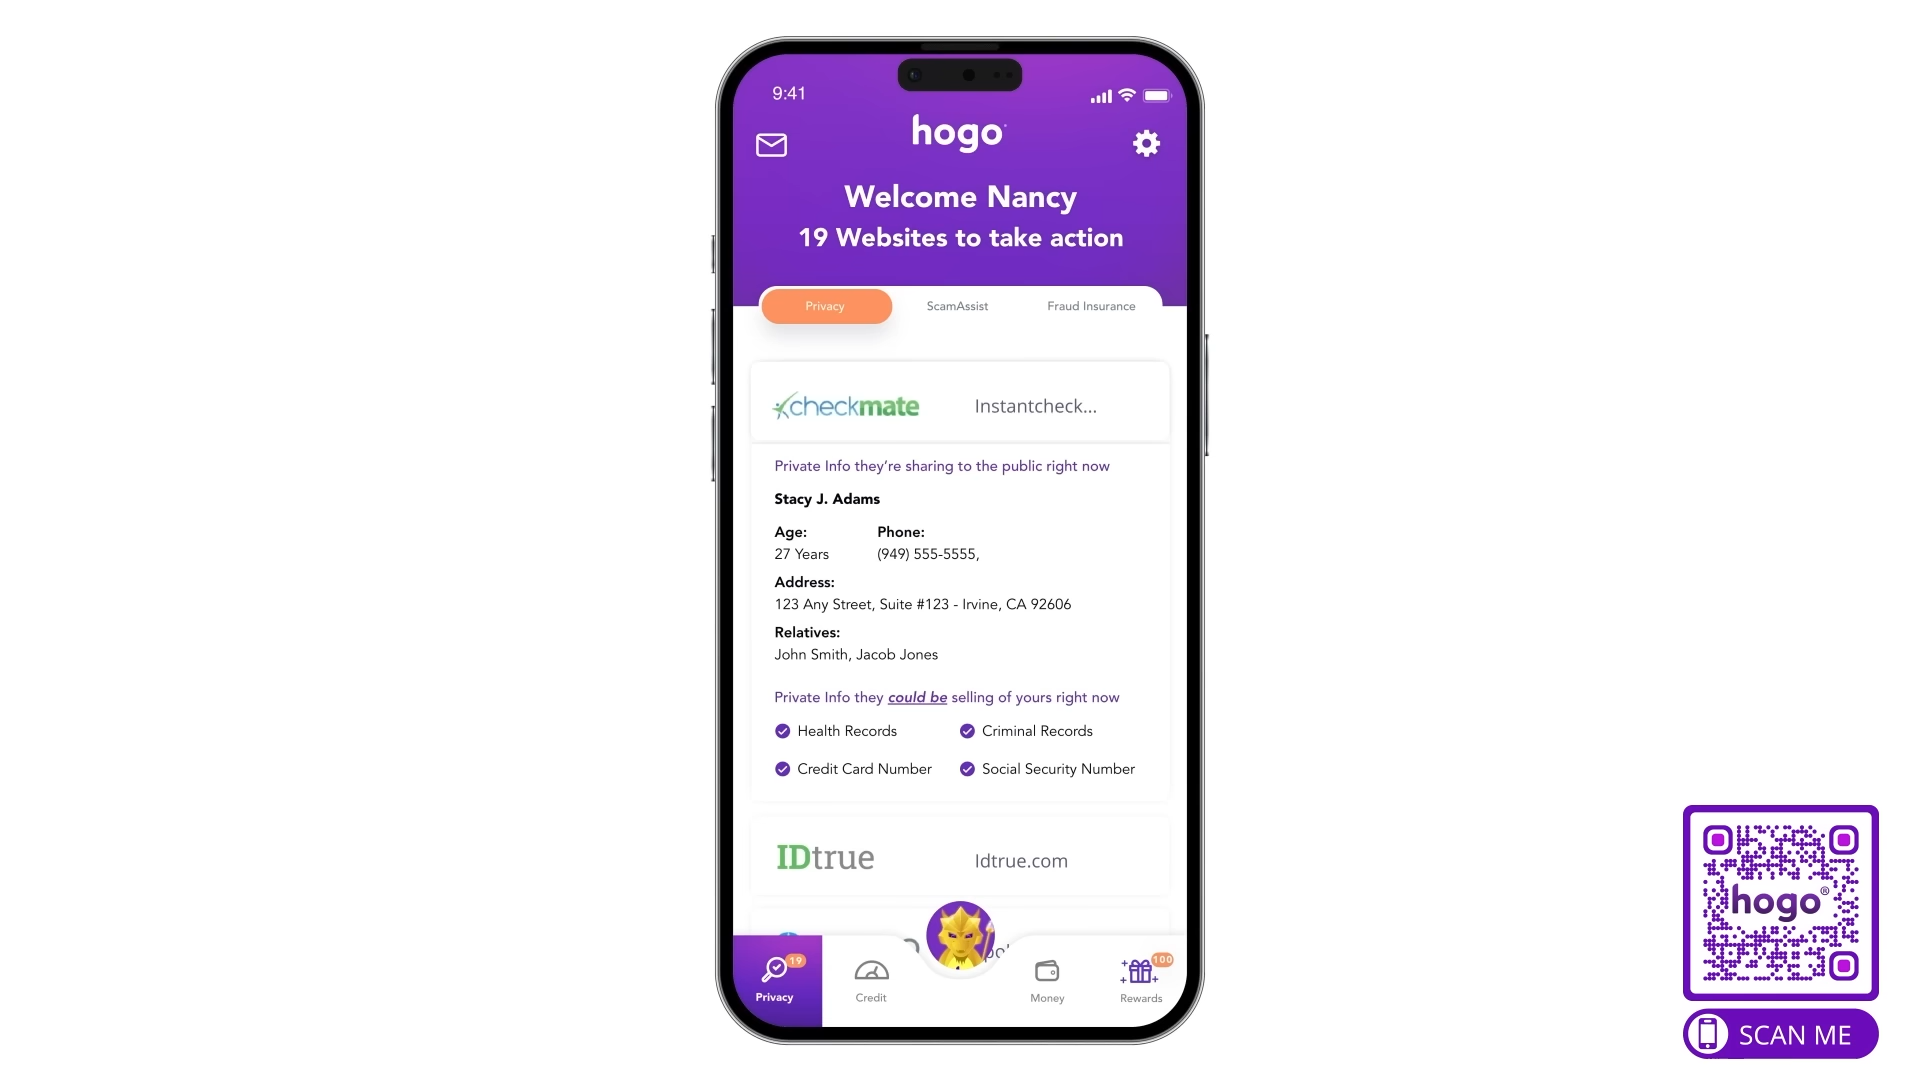 9:41
hogo
Welcome Nancy
19 Websites to take action
Privacy ScamAssist Fraud Insurance
checkmate Instantcheck...
Private Info they're sharing to the public right now
Stacy J. Adams
Age: Phone:
27 Years (949) 555-5555,
Address:
123 Any Street, Suite #123 - Irvine, CA 92606
Relatives:
John Smith, Jacob Jones
Private Info they could be selling of yours right now
Health Records Criminal Records
Credit Card Number Social Security Number
IDtrue Idtrue.com
19 100
Privacy Credit Money Rewards
hogo®
SCAN ME